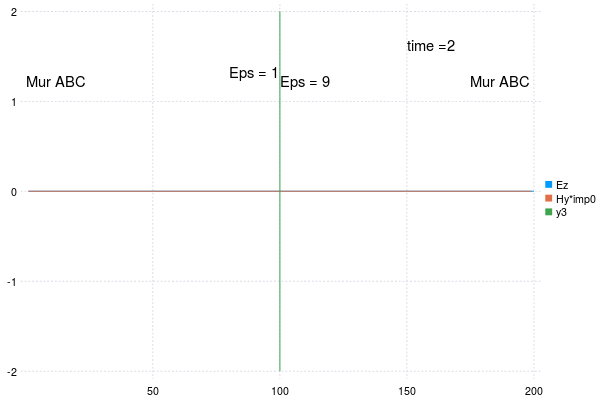 2
time =2
Eps = 1
Mur ABC
Eps = 9
Mur ABC
1
0
-1
-2
50
100
150
200
Ez
Hy*imp0
y3